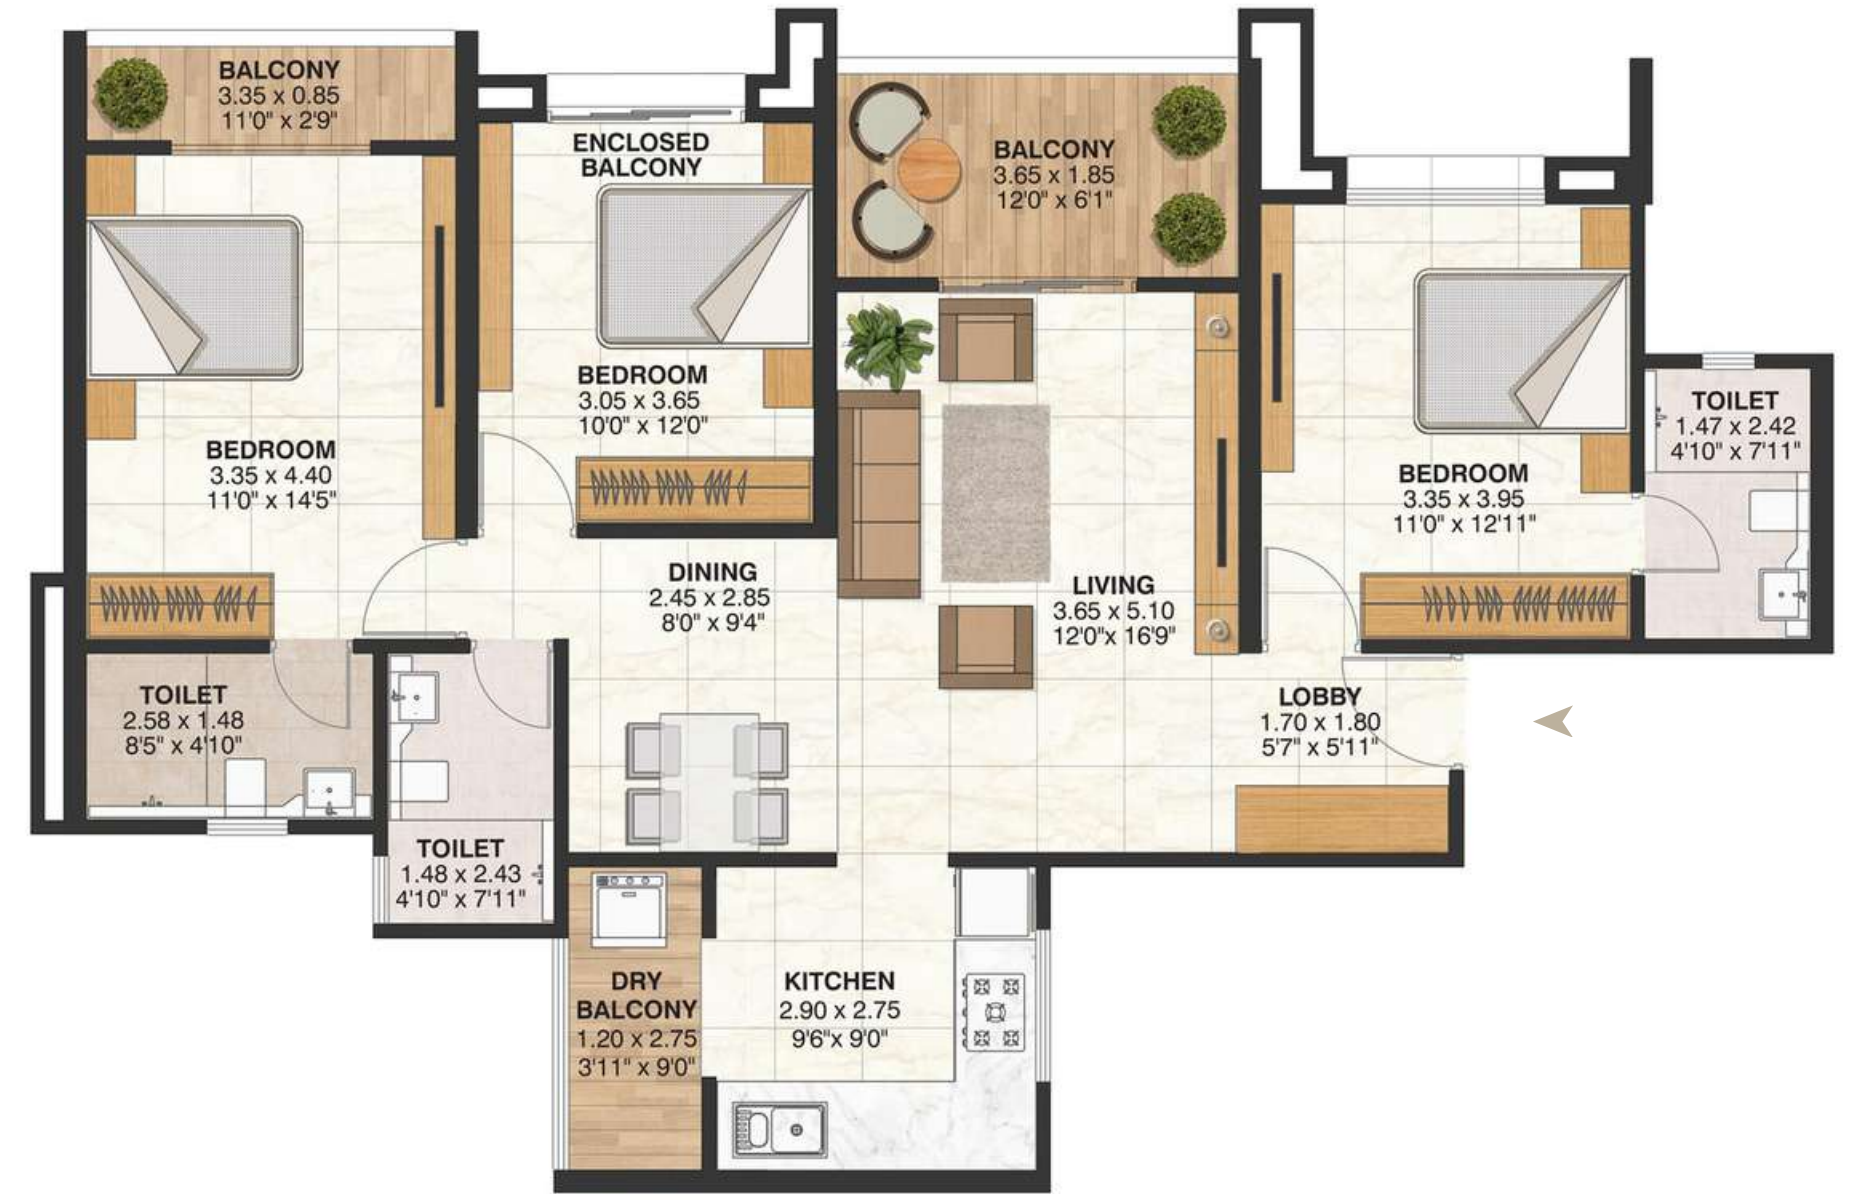 BALCONY
3.35 x 0.85
11'0" x 2'9"
ENCLOSED
BALCONY
BALCONY
3.65 x 1.85
12'0" x 6'1"
BEDROOM
3.05 x 3.65
10'0" x 12'0"
BEDROOM
3.35 x 4.40
11'0" x 14'5"
TOILET
1.47 x 2.42
4'10" x 7'11"
BEDROOM
3.35 x 3.95
11'0" x 12'11"
DINING
2.45 x 2.85
8'0" x 9'4"
LIVING
3.65 x 5.10
12'0"x 16'9"
TOILET
2.58 x 1.48
8'5" x 4'10"
LOBBY
1.70 x 1.80
5'7" x 5'11"
TOILET
1.48 x 2.43
4'10" x 7'11"
DRY
BALCONY
1.20 x 2.75
3'11" x 9'0"
KITCHEN
2.90 x 2.75
9'6"x 9'0"